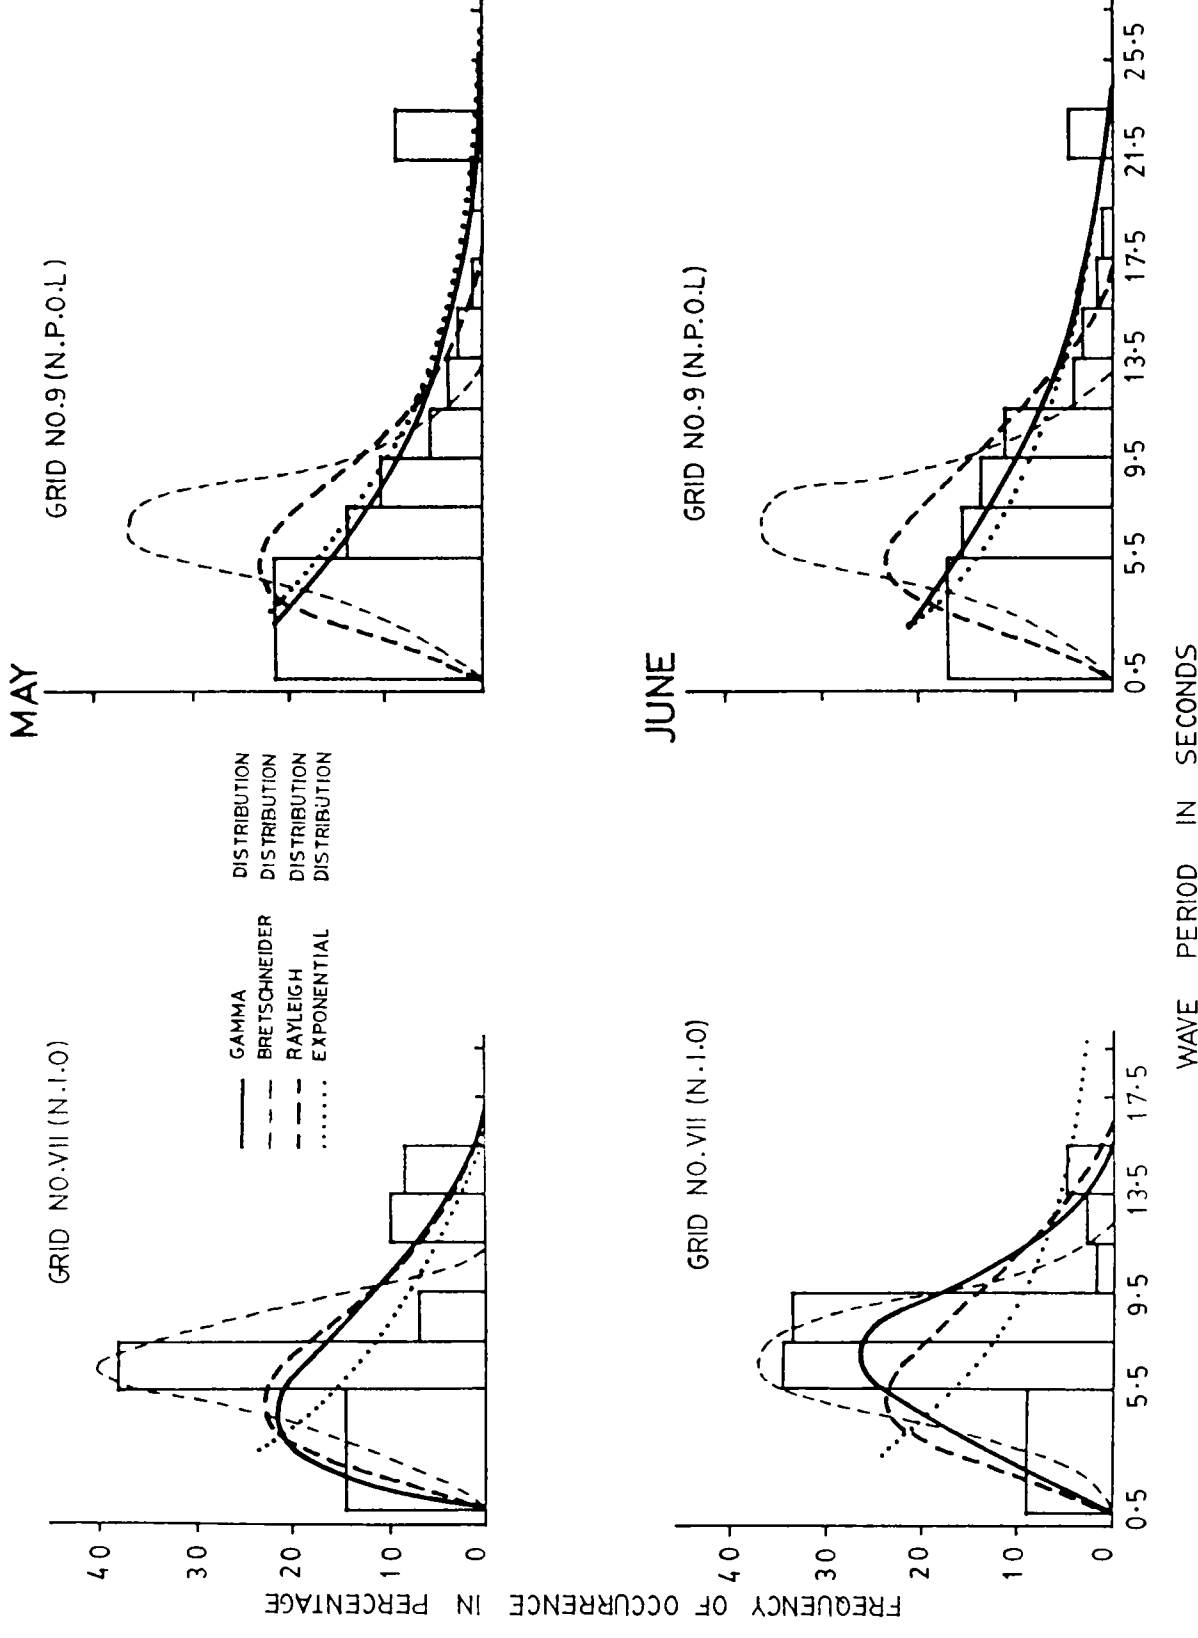 MAY
GRID NO.VII (N.I.O)
GRID NO.9 (N.P.O.L)
GAMMA DISTRIBUTION
BRETSCHNEIDER DISTRIBUTION
RAYLEIGH DISTRIBUTION
EXPONENTIAL DISTRIBUTION
40
30
20
10
0
JUNE
GRID NO.VII (N.I.O)
GRID NO.9 (N.P.O.L)
40
30
20
10
0
0.5 5.5 9.5 13.5 17.5
0.5 5.5 9.5 13.5 17.5 21.5 25.5
FREQUENCY OF OCCURRENCE IN PERCENTAGE
WAVE PERIOD IN SECONDS